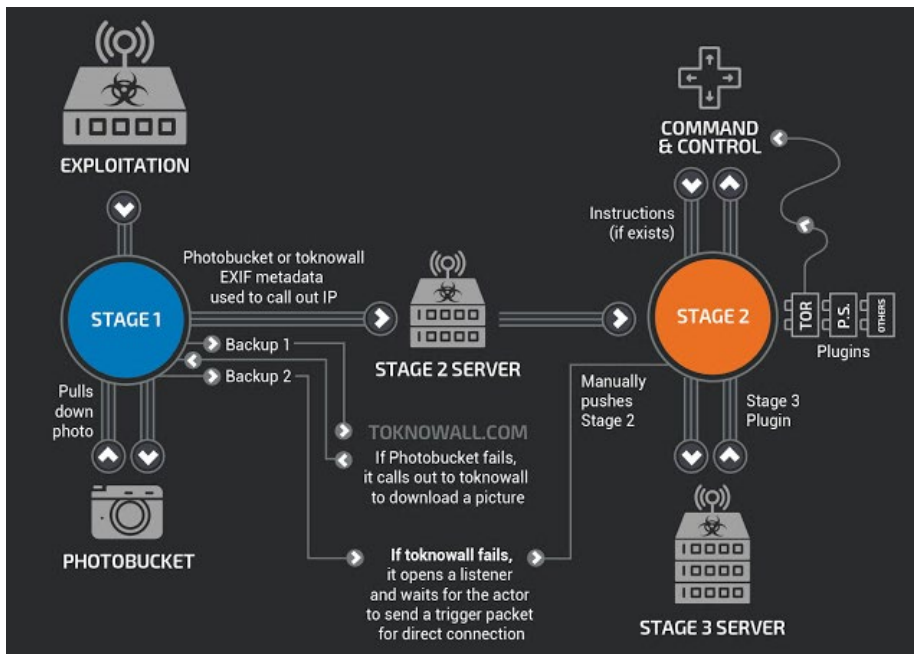 EXPLOITATION
COMMAND
& CONTROL
Instructions
(if exists)
Photobucket or toknowall
EXIF metadata
used to call out IP
STAGE 1
STAGE 2 SERVER
STAGE 2
TOR
P.S.
OTHERS
Plugins
Backup 1
Backup 2
Pulls
down
photo
Manually
pushes
Stage 2
Stage 3
Plugin
TOKNOWALL.COM
If Photobucket fails,
it calls out to toknowall
to download a picture
PHOTOBUCKET
If toknowall fails,
it opens a listener
and waits for the actor
to send a trigger packet
for direct connection
STAGE 3 SERVER